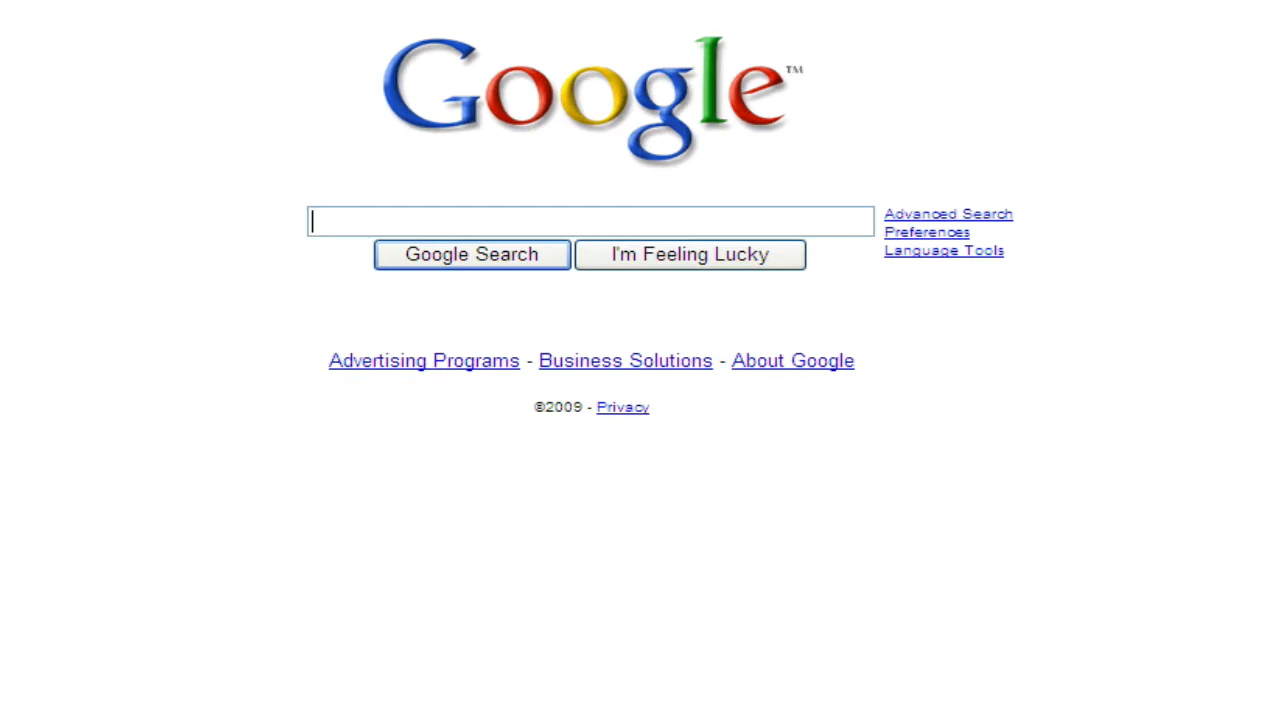 Google™
Advanced Search
Preferences
Language Tools
Google Search I'm Feeling Lucky
Advertising Programs - Business Solutions - About Google
©2009 - Privacy